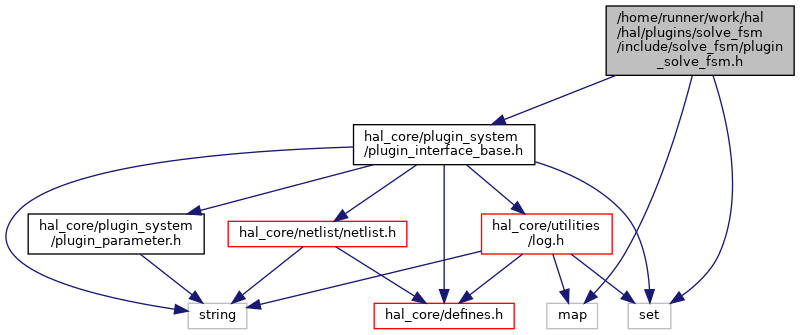 /home/runner/work/hal
/hal/plugins/solve_fsm
/include/solve_fsm/plugin
_solve_fsm.h
hal_core/plugin_system
/plugin_interface_base.h
hal_core/plugin_system
/plugin_parameter.h
hal_core/netlist/netlist.h
hal_core/utilities
/log.h
string
hal_core/defines.h
map
set